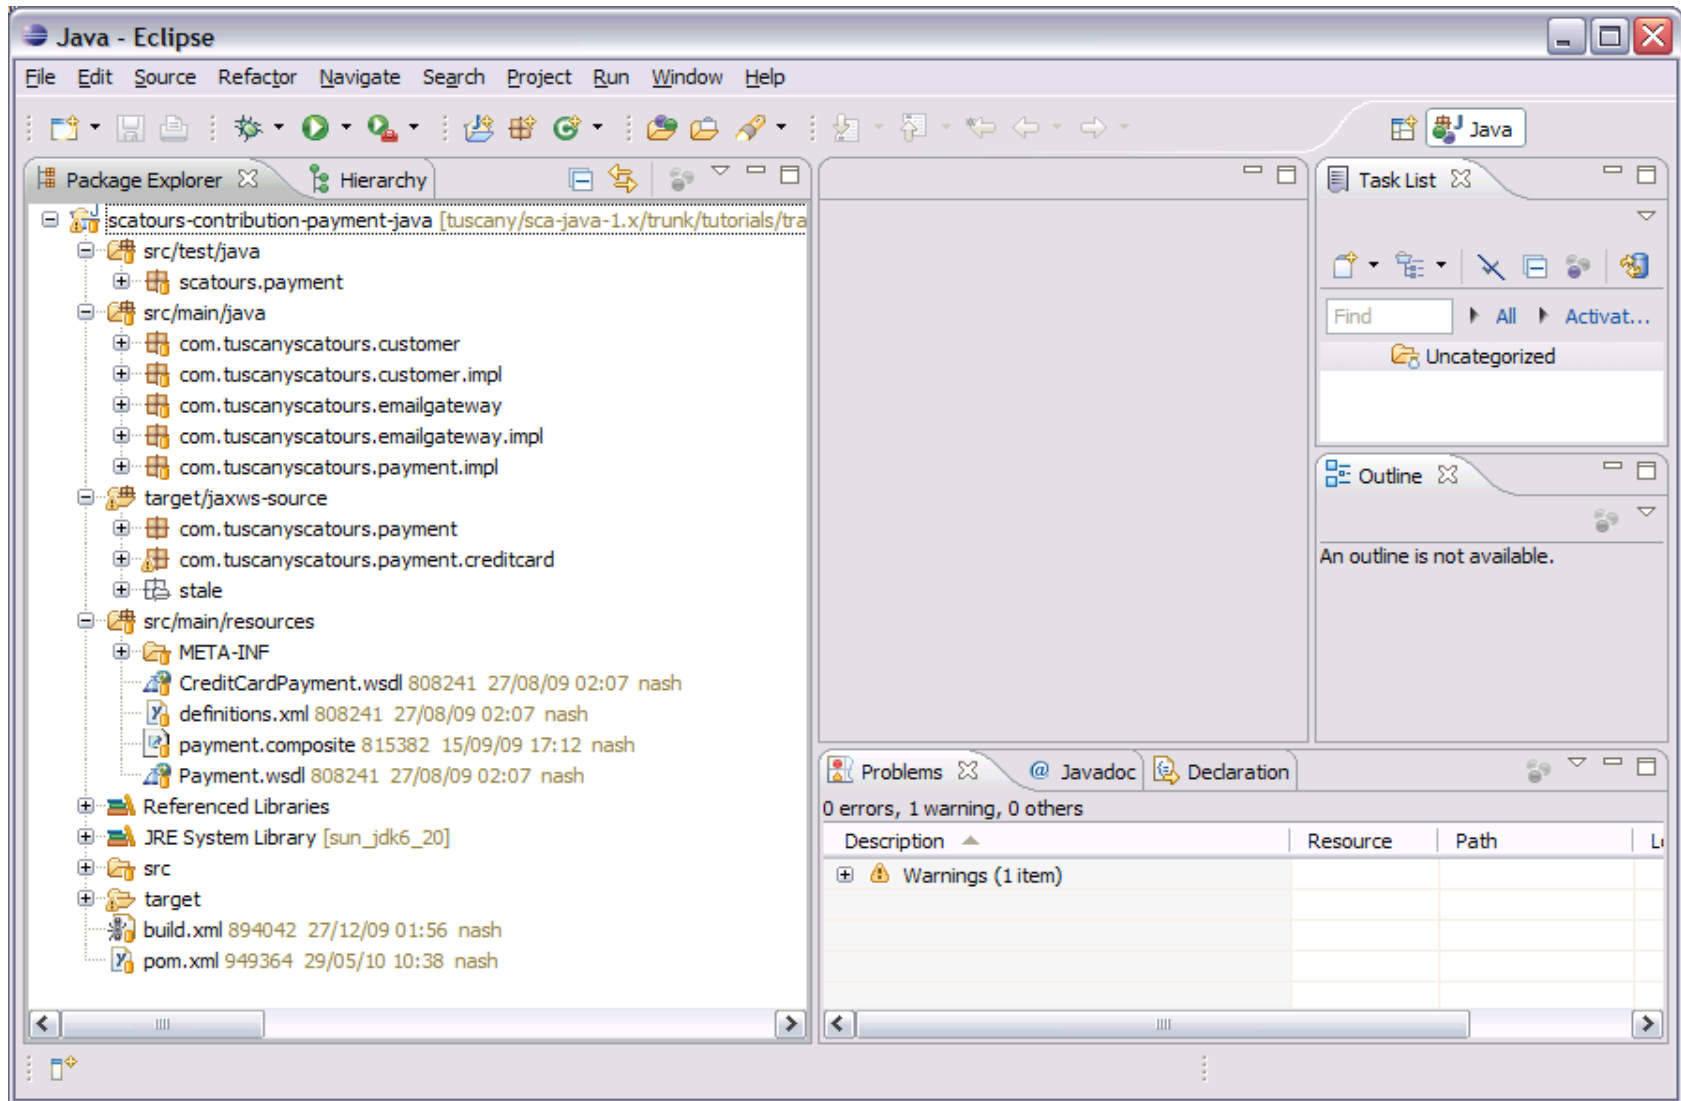 Java - Eclipse
File Edit Source Refactor Navigate Search Project Run Window Help
Java
Package Explorer Hierarchy
scatours-contribution-payment-java [tuscany/sca-java-1.x/trunk/tutorials/tra
src/test/java
scatours.payment
src/main/java
com.tuscanyscatours.customer
com.tuscanyscatours.customer.impl
com.tuscanyscatours.emailgateway
com.tuscanyscatours.emailgateway.impl
com.tuscanyscatours.payment.impl
target/jaxws-source
com.tuscanyscatours.payment
com.tuscanyscatours.payment.creditcard
stale
src/main/resources
META-INF
CreditCardPayment.wsdl 808241 27/08/09 02:07 nash
definitions.xml 808241 27/08/09 02:07 nash
payment.composite 815382 15/09/09 17:12 nash
Payment.wsdl 808241 27/08/09 02:07 nash
Referenced Libraries
JRE System Library [sun_jdk6_20]
src
target
build.xml 894042 27/12/09 01:56 nash
pom.xml 949364 29/05/10 10:38 nash
Task List
Find All Activat...
Uncategorized
Outline
An outline is not available.
Problems @ Javadoc Declaration
0 errors, 1 warning, 0 others
Description Resource Path
Warnings (1 item)